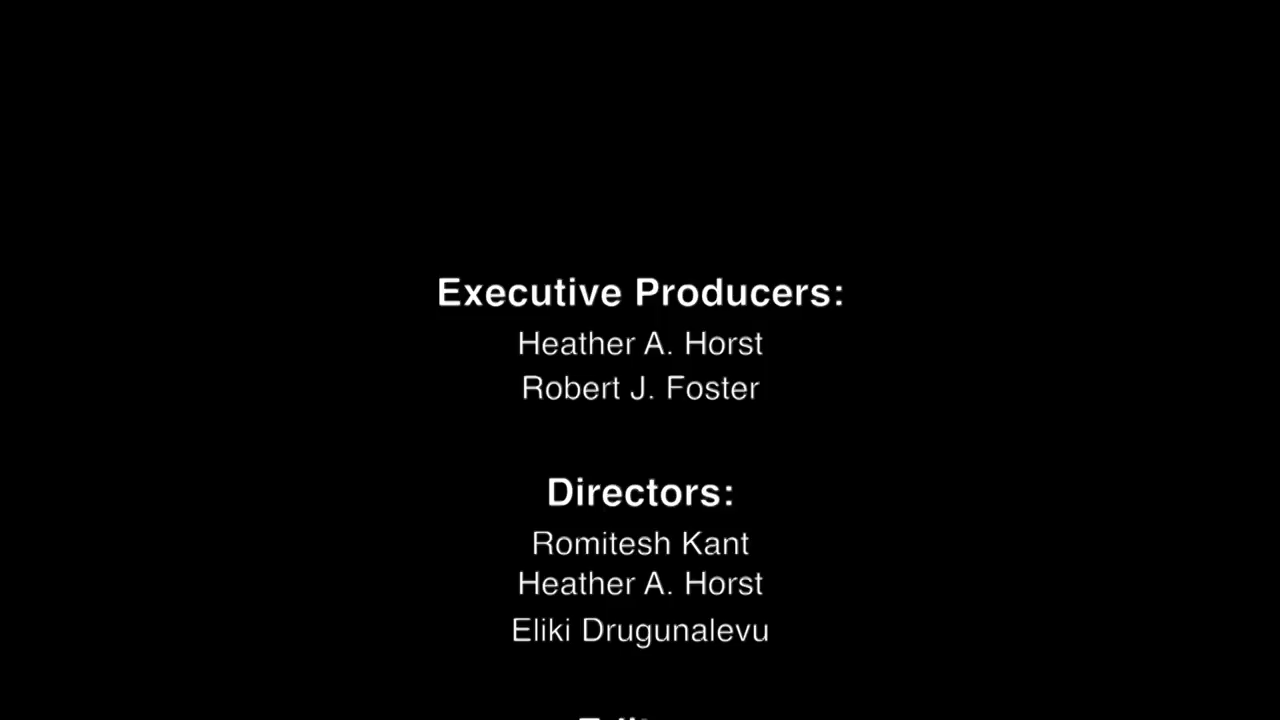 Executive Producers:
Heather A. Horst
Robert J. Foster
Directors:
Romitesh Kant
Heather A. Horst
Eliki Drugunalevu